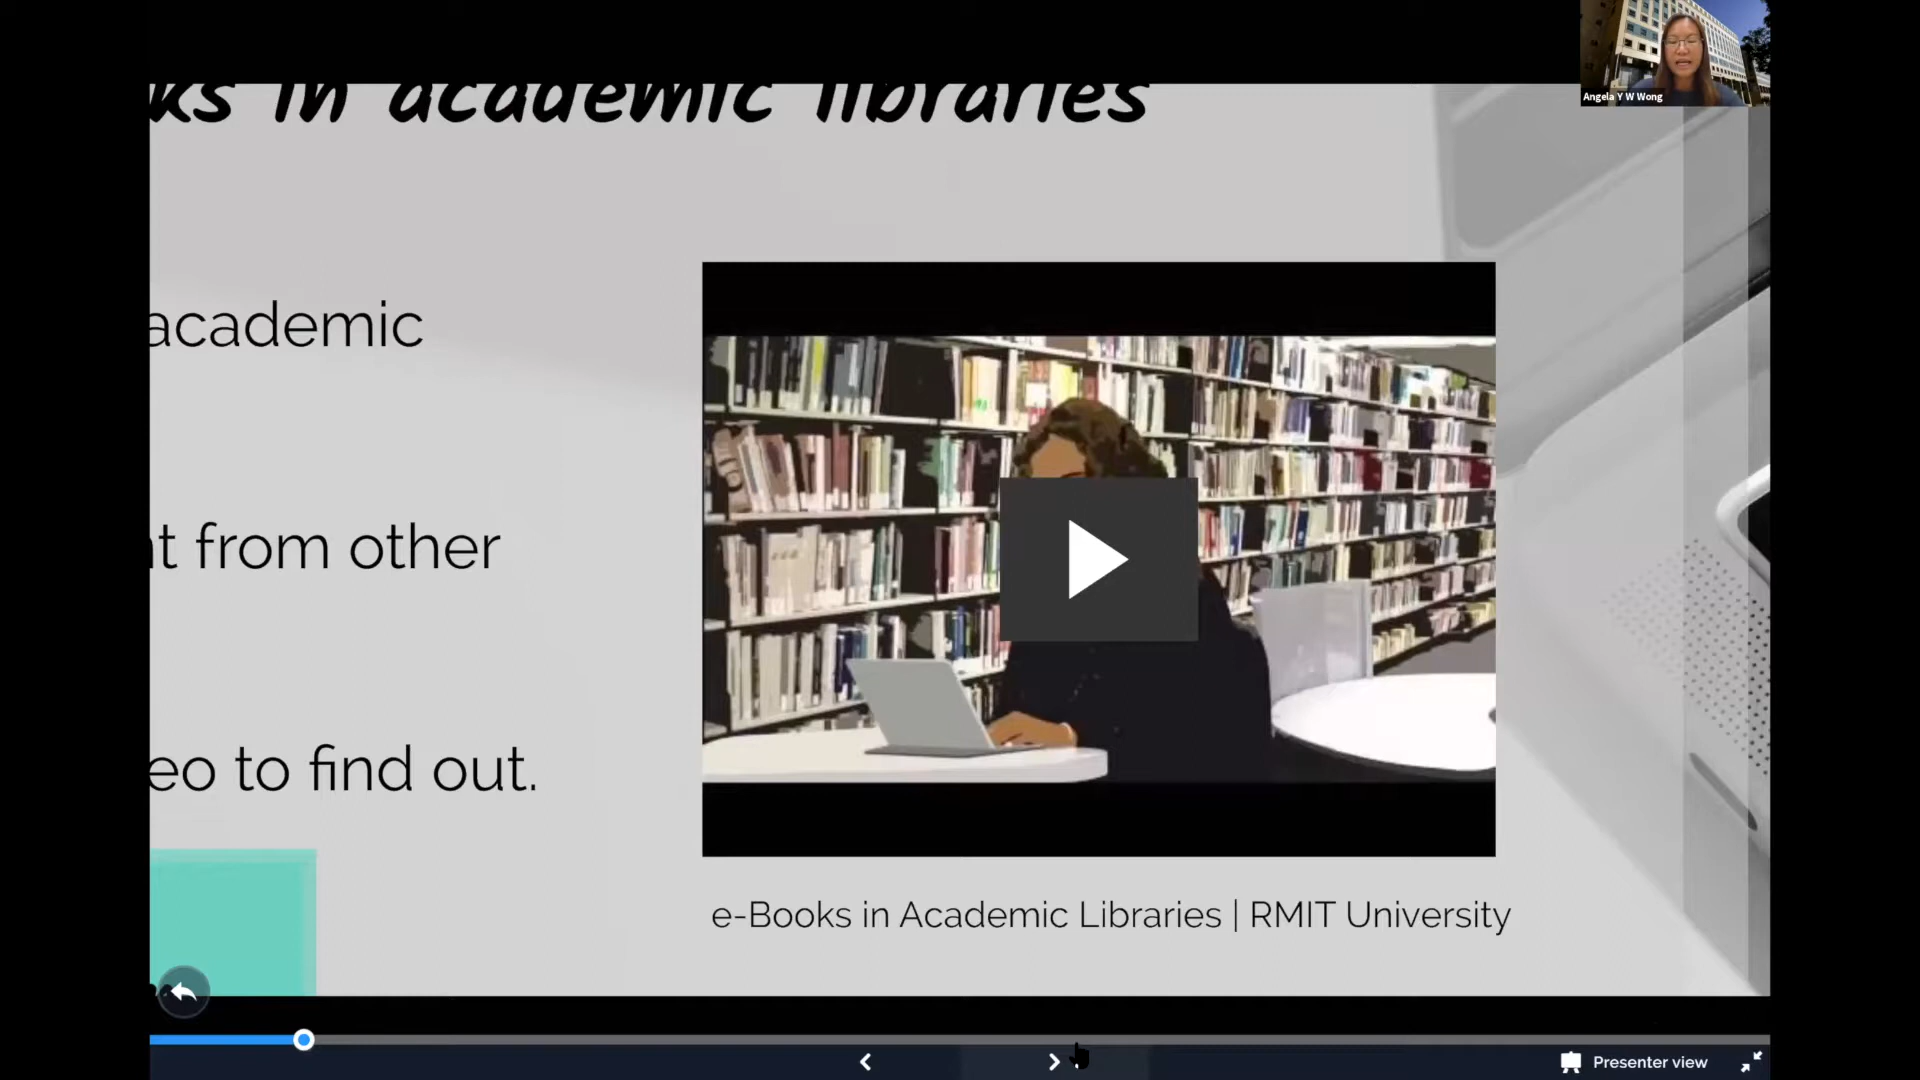 ks in academic libraries
Angela Y W Wong
academic
t from other
eo to find out.
e-Books in Academic Libraries | RMIT University
Presenter view